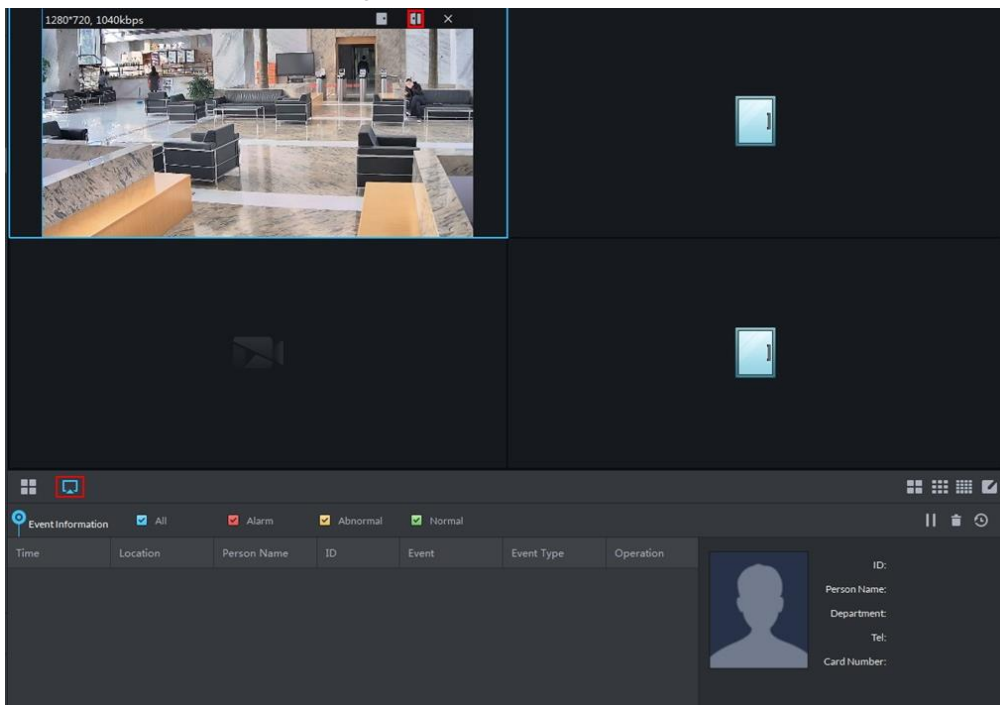 1280*720, 1040kbps
Event Information All Alarm Abnormal Normal
Time Location Person Name ID Event Event Type Operation
ID:
Person Name:
Department:
Tel:
Card Number: